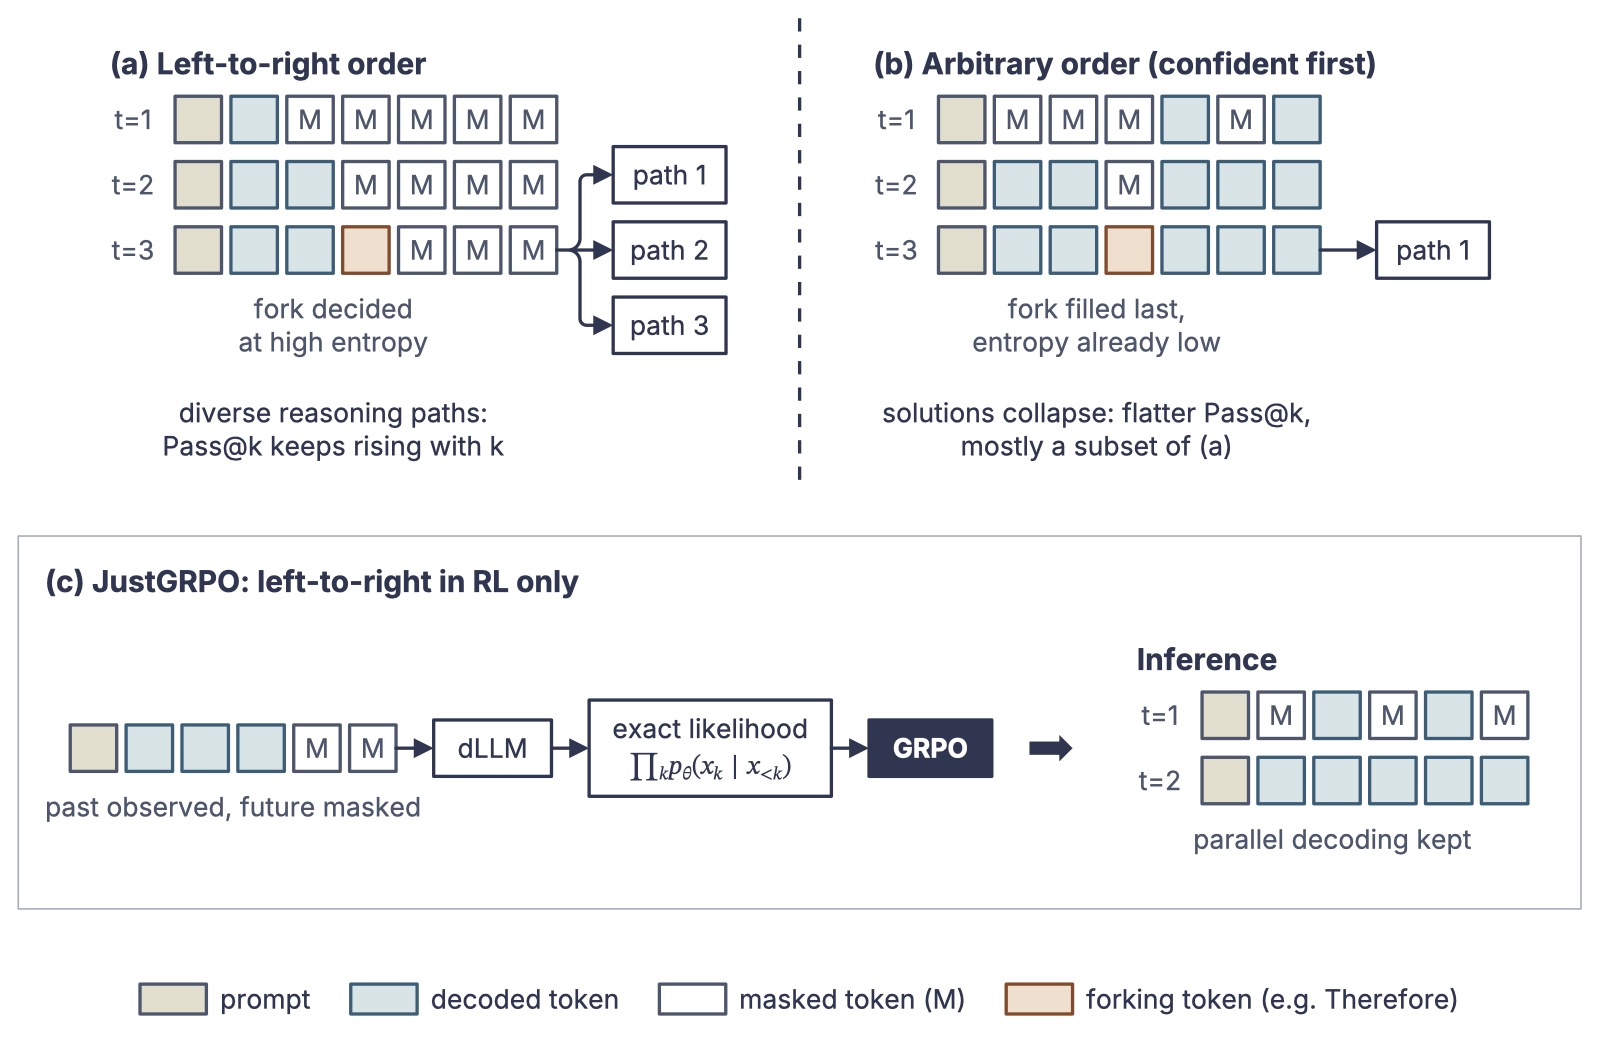 (a) Left-to-right order
t=1 M M M M M
t=2 M M M M
t=3 M M M
path 1
path 2
path 3
fork decided
at high entropy
diverse reasoning paths:
Pass@k keeps rising with k
(b) Arbitrary order (confident first)
t=1 M M M M
t=2 M
t=3
path 1
fork filled last,
entropy already low
solutions collapse: flatter Pass@k,
mostly a subset of (a)
(c) JustGRPO: left-to-right in RL only
M M
past observed, future masked
dLLM
exact likelihood
∏ₖpθ(xₖ | x<ₖ)
GRPO
Inference
t=1 M M M
t=2
parallel decoding kept
prompt
decoded token
masked token (M)
forking token (e.g. Therefore)